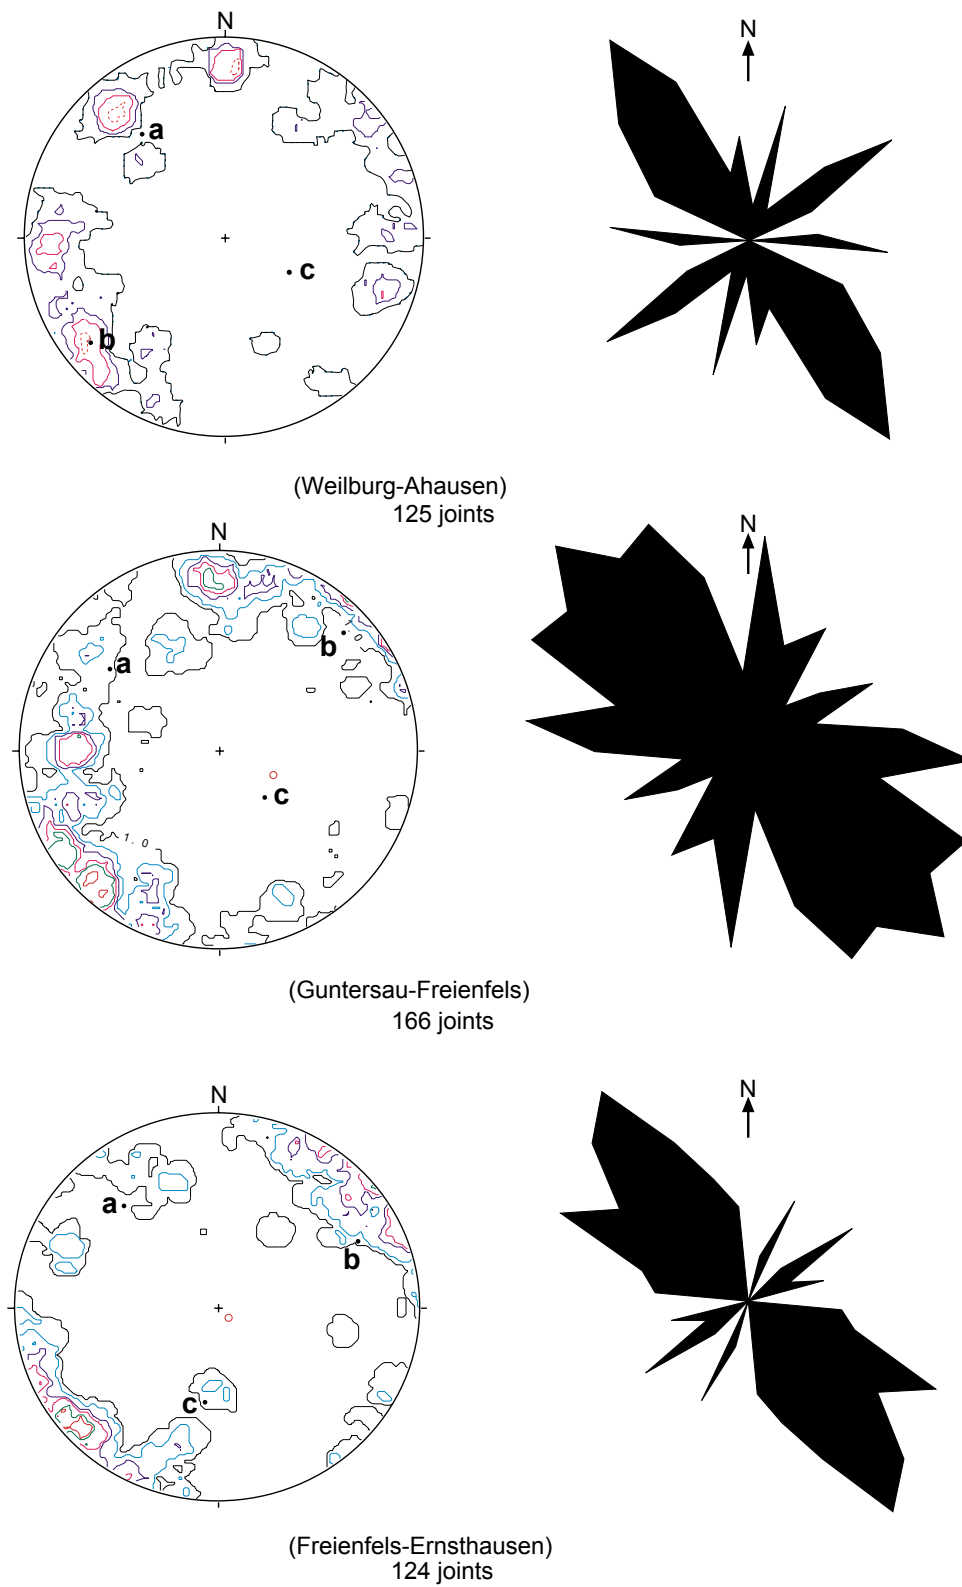 N
N
a
b
c
(Weilburg-Ahausen)
125 joints
N
N
b
a
c
1.0
(Guntersau-Freienfels)
166 joints
N
N
a
b
c
(Freienfels-Ernsthausen)
124 joints